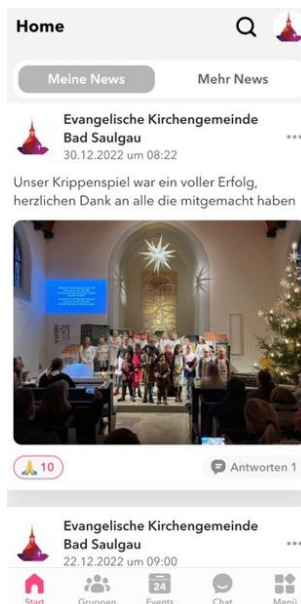 Home
Meine News
Mehr News
Evangelische Kirchengemeinde
Bad Saulgau
30.12.2022 um 08:22
Unser Krippenspiel war ein voller Erfolg,
herzlichen Dank an alle die mitgemacht haben
10
Antworten 1
Evangelische Kirchengemeinde
Bad Saulgau
22.12.2022 um 09:00
24
Start
Gruppen
Events
Chat
Menü